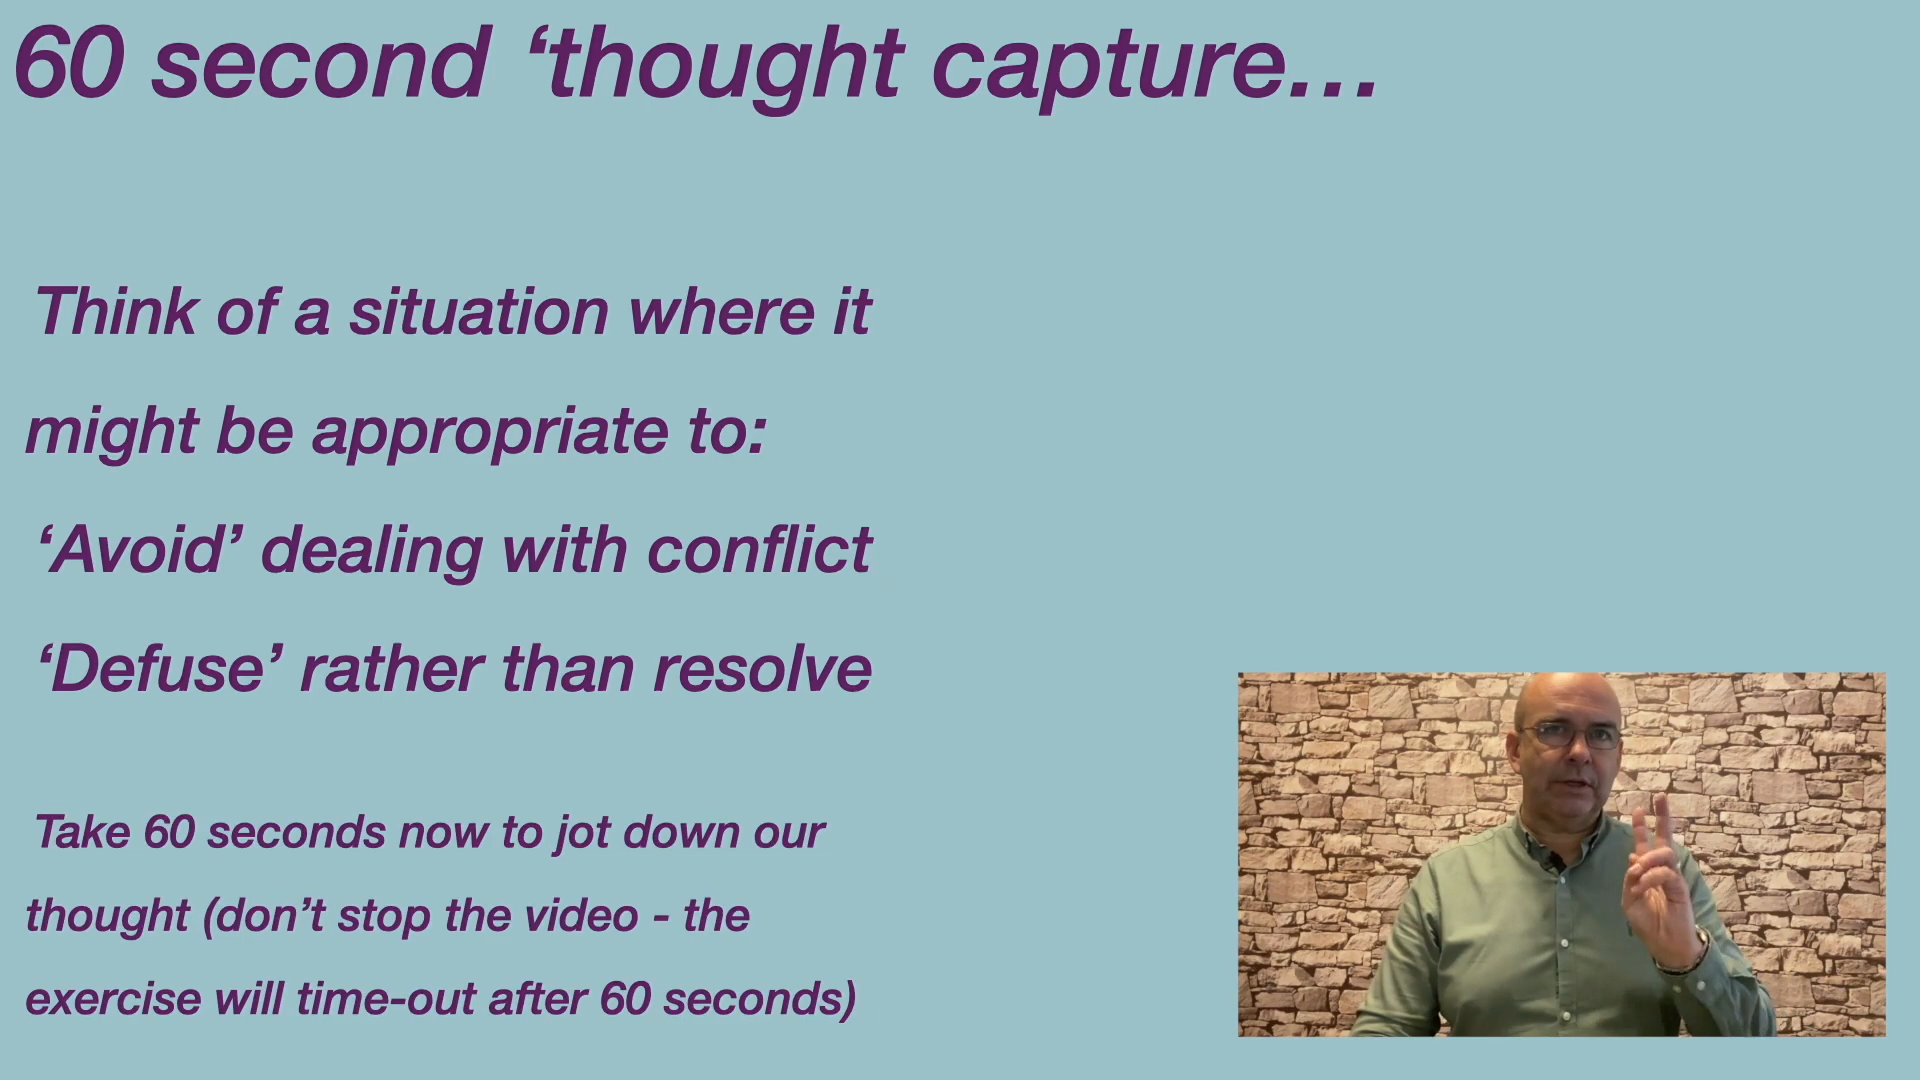 60 second ‘thought capture…
Think of a situation where it
might be appropriate to:
‘Avoid’ dealing with conflict
‘Defuse’ rather than resolve
Take 60 seconds now to jot down our
thought (don’t stop the video - the
exercise will time-out after 60 seconds)